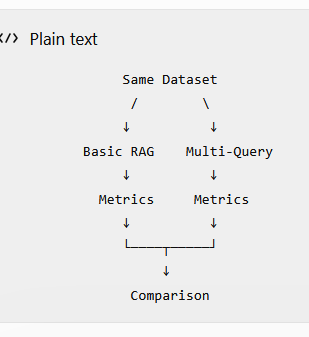 </> Plain text
Same Dataset
/ \
↓ ↓
Basic RAG Multi-Query
↓ ↓
Metrics Metrics
↓ ↓
└─────┬─────┘
↓
Comparison